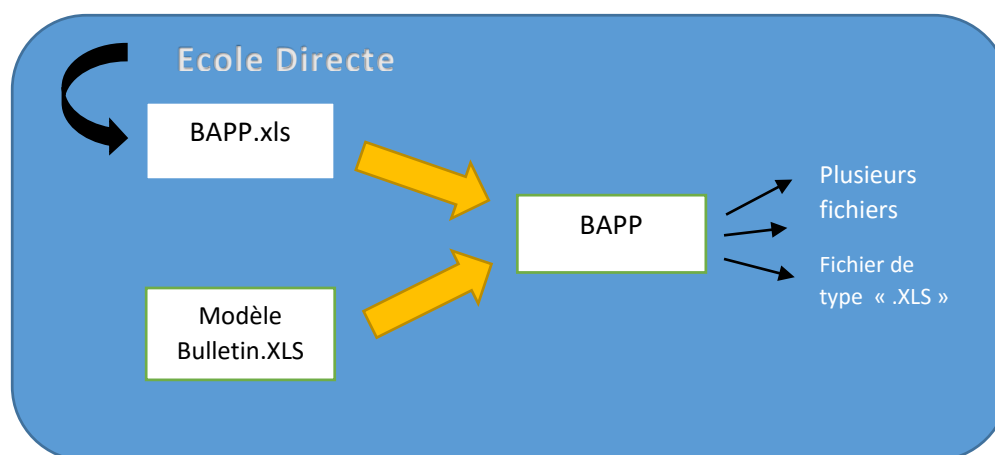 Ecole Directe
BAPP.xls
Modèle
Bulletin.XLS
BAPP
Plusieurs
fichiers
Fichier de
type « .XLS »